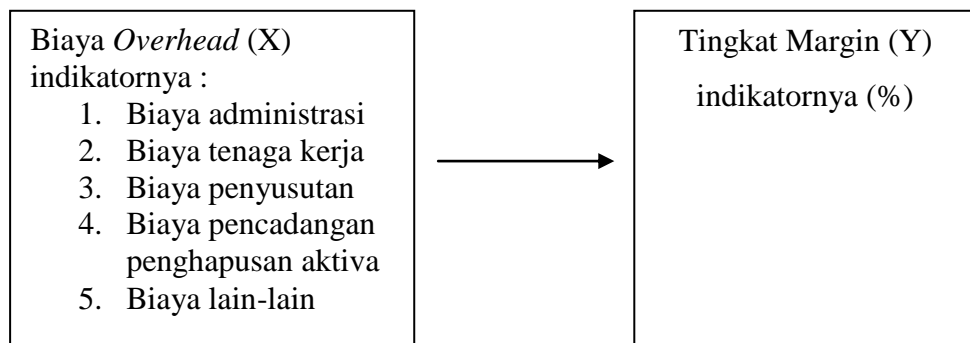 Biaya Overhead (X)
indikatornya :
1. Biaya administrasi
2. Biaya tenaga kerja
3. Biaya penyusutan
4. Biaya pencadangan
penghapusan aktiva
5. Biaya lain-lain
Tingkat Margin (Y)
indikatornya (%)